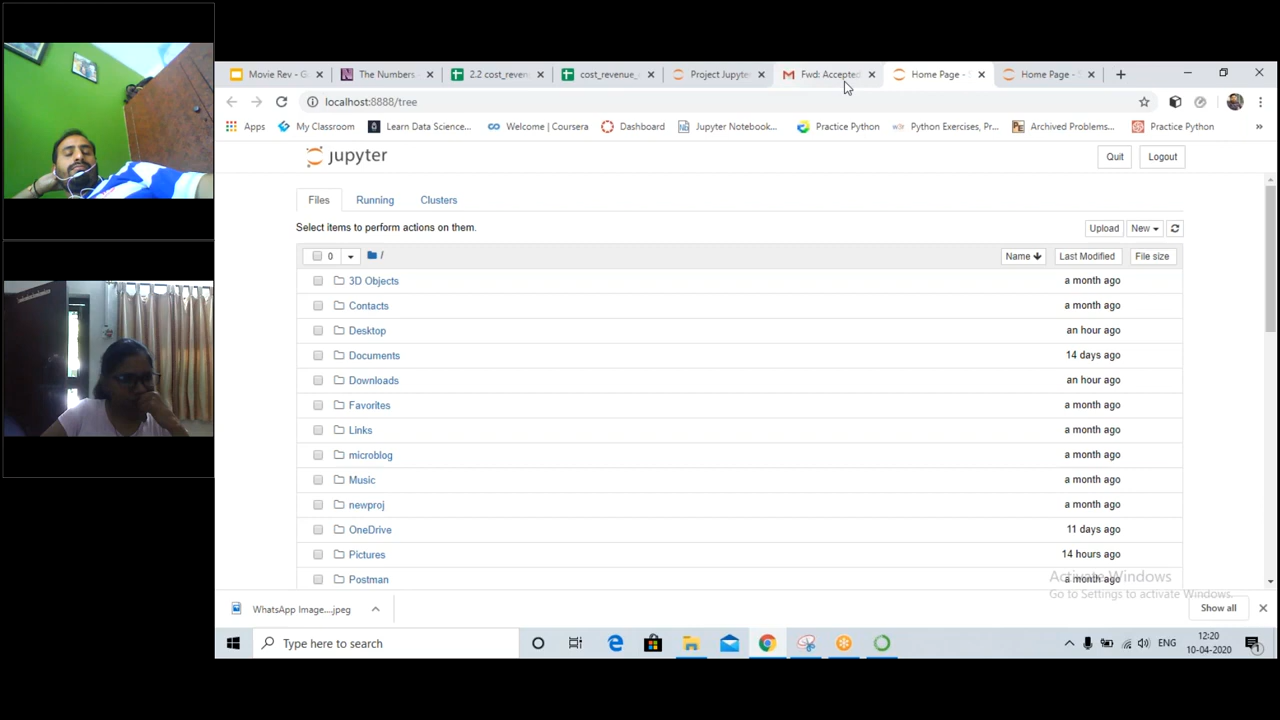 Movie Rev - G
The Numbers.
2.2 cost_reven
cost_revenue_
Project Jupyte
Fwd: Accepted
Home Page - S
Home Page - S
localhost:8888/tree
Apps
My Classroom
Learn Data Science...
Welcome | Coursera
Dashboard
Jupyter Notebook...
Practice Python
Python Exercises, Pr...
Archived Problems...
Practice Python
»
jupyter
Quit
Logout
Files
Running
Clusters
Select items to perform actions on them.
Upload
New
0
/
Name
Last Modified
File size
3D Objects
a month ago
Contacts
a month ago
Desktop
an hour ago
Documents
14 days ago
Downloads
an hour ago
Favorites
a month ago
Links
a month ago
microblog
a month ago
Music
a month ago
newproj
a month ago
OneDrive
11 days ago
Pictures
14 hours ago
Postman
a month ago
Activate Windows
Go to Settings to activate Windows.
WhatsApp Image....jpeg
Show all
Type here to search
ENG
12:20
10-04-2020